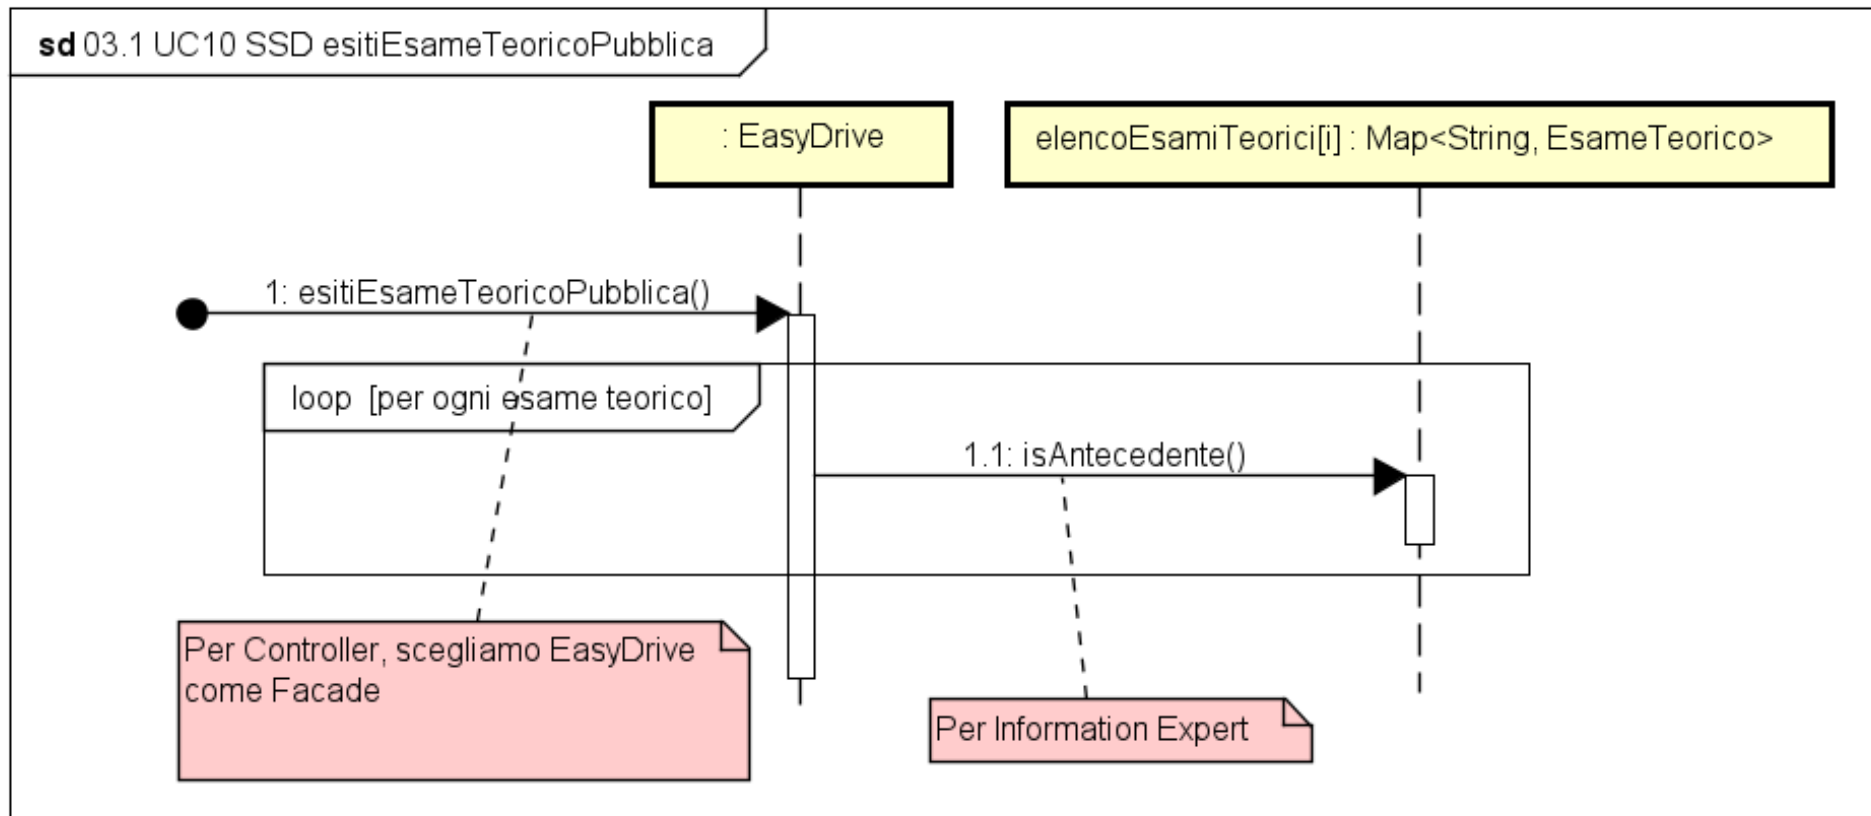 sd 03.1 UC10 SSD esitiEsameTeoricoPubblica
: EasyDrive
elencoEsamiTeorici[i] : Map<String, EsameTeorico>
1: esitiEsameTeoricoPubblica()
loop [per ogni esame teorico]
1.1: isAntecedente()
Per Controller, scegliamo EasyDrive
come Facade
Per Information Expert